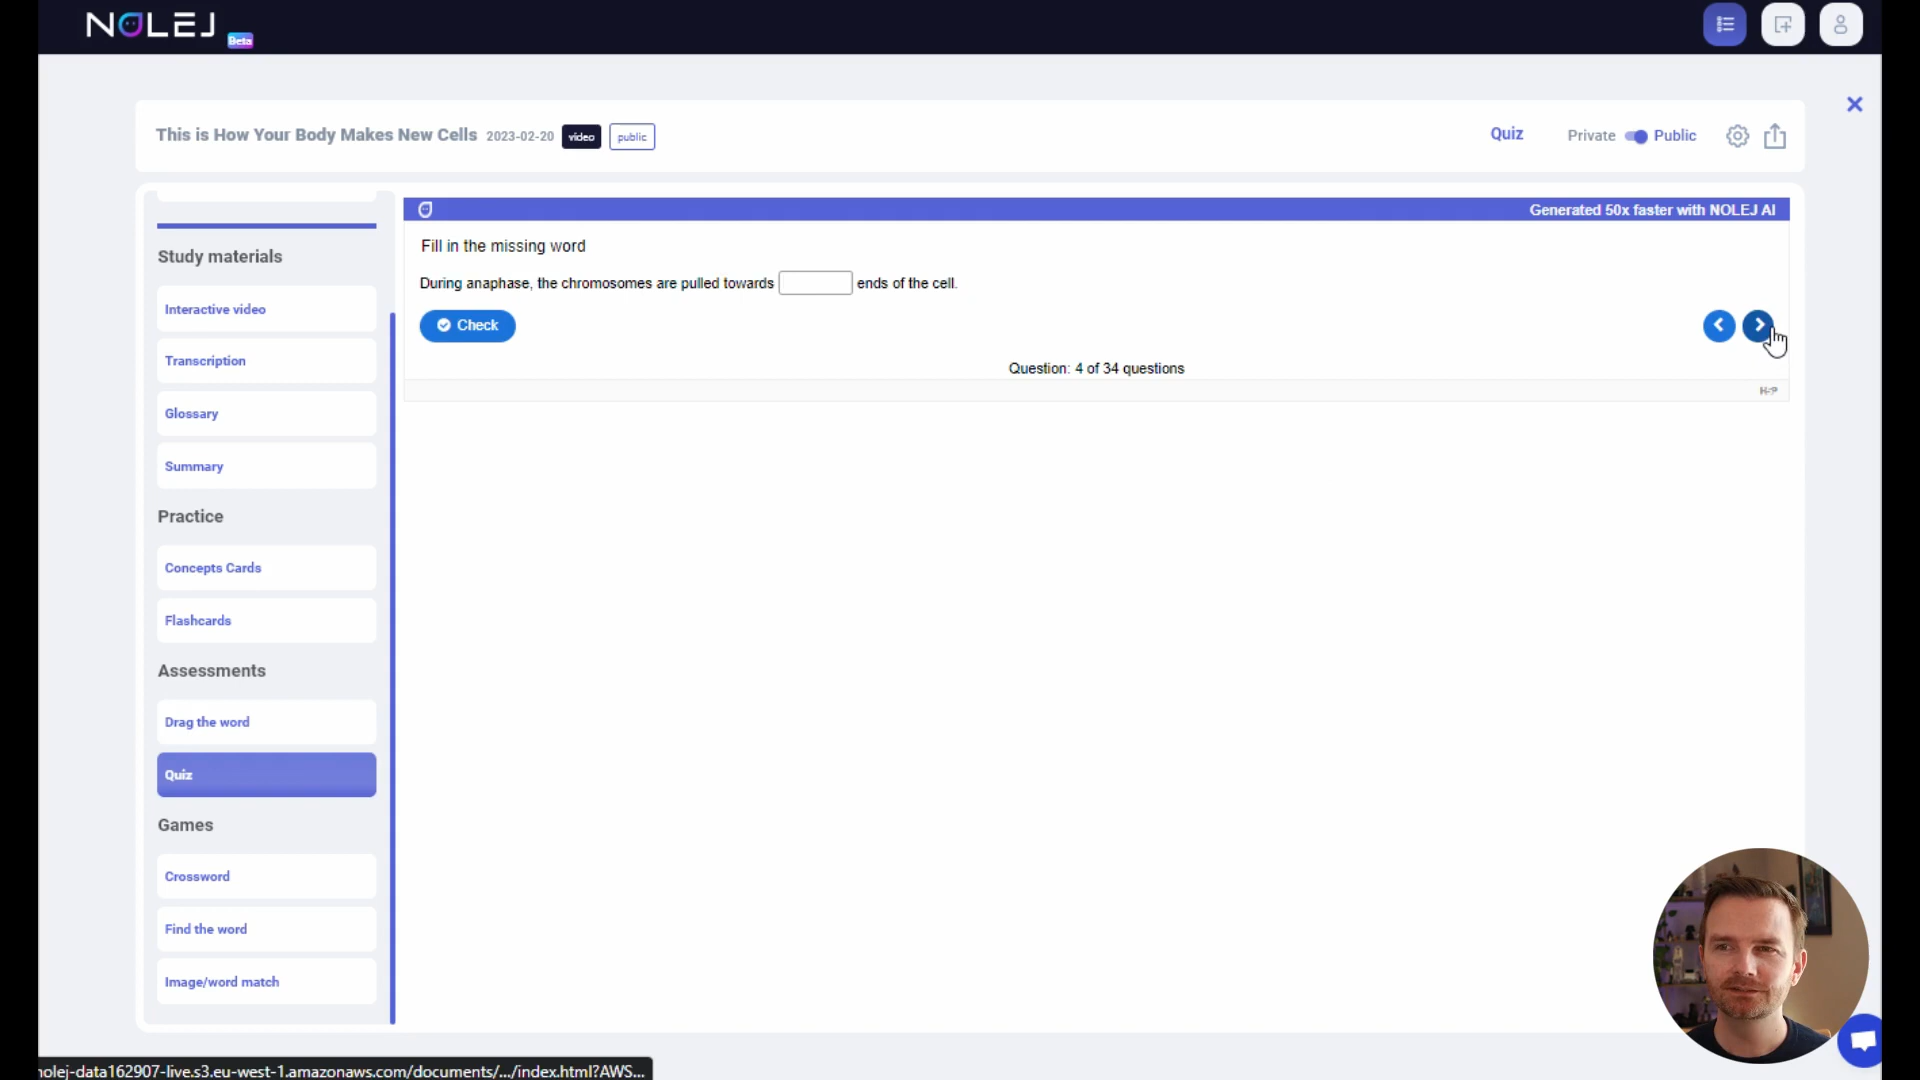 NOLEJ
Beta
This is How Your Body Makes New Cells 2023-02-20 video public
Quiz
Private Public
Generated 50x faster with NOLEJ AI
Fill in the missing word
During anaphase, the chromosomes are pulled towards ends of the cell.
Check
Question: 4 of 34 questions
H5P
Study materials
Interactive video
Transcription
Glossary
Summary
Practice
Concepts Cards
Flashcards
Assessments
Drag the word
Quiz
Games
Crossword
Find the word
Image/word match
nolej-data162907-live.s3.eu-west-1.amazonaws.com/documents/.../index.html?AWS...